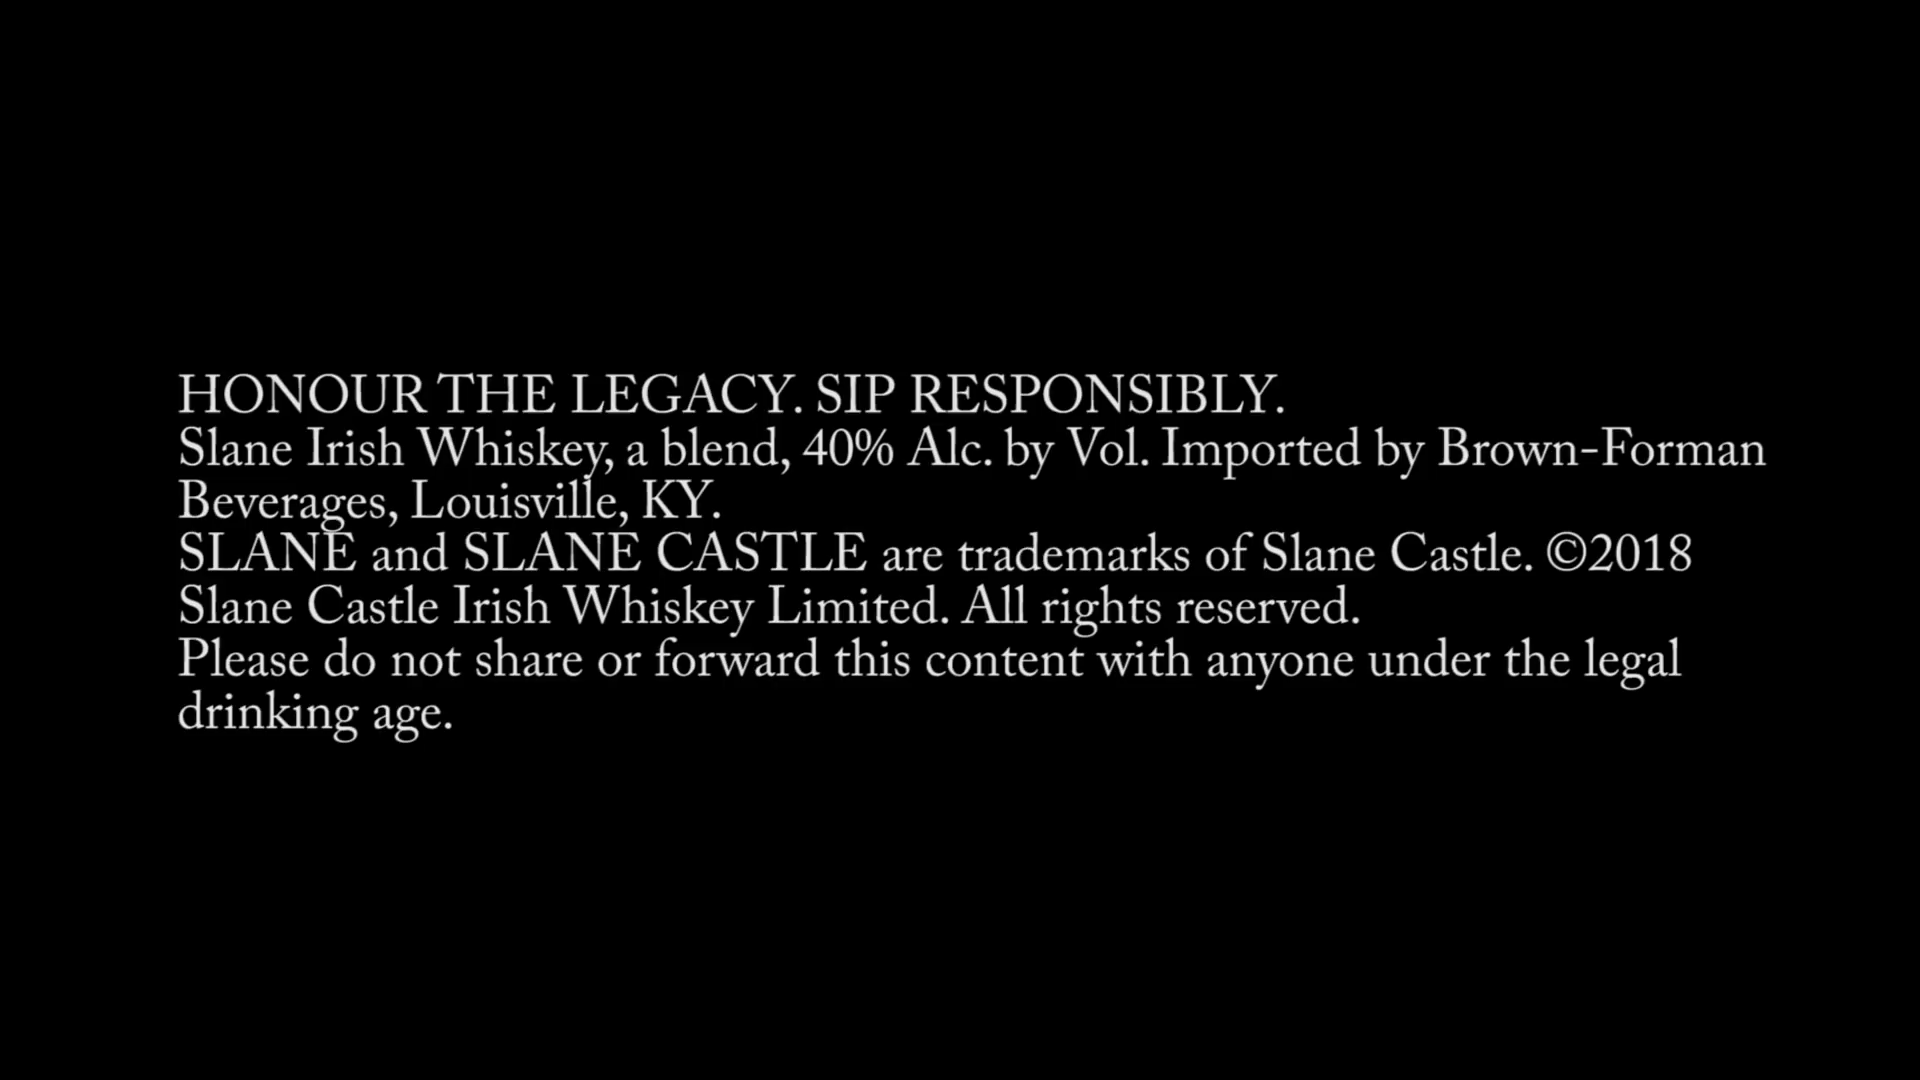 HONOUR THE LEGACY. SIP RESPONSIBLY.
Slane Irish Whiskey, a blend, 40% Alc. by Vol. Imported by Brown-Forman
Beverages, Louisville, KY.
SLANE and SLANE CASTLE are trademarks of Slane Castle. ©2018
Slane Castle Irish Whiskey Limited. All rights reserved.
Please do not share or forward this content with anyone under the legal
drinking age.